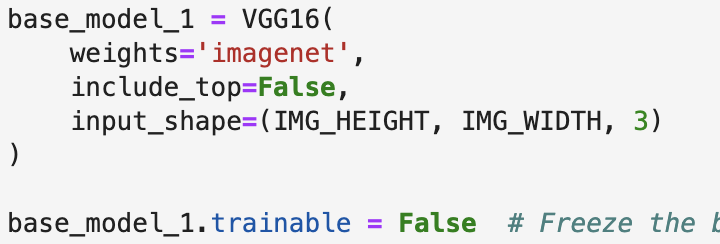 base_model_1 = VGG16(
    weights='imagenet',
    include_top=False,
    input_shape=(IMG_HEIGHT, IMG_WIDTH, 3)
)
base_model_1.trainable = False  # Freeze the